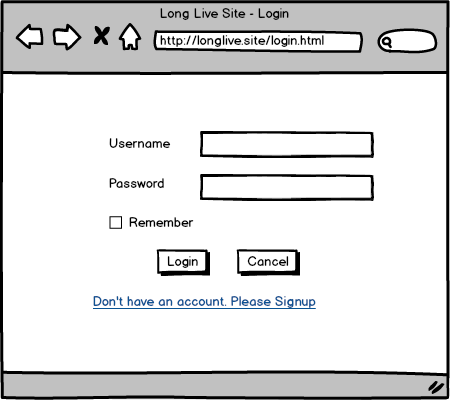 Long Live Site - Login
http://longlive.site/login.html
Username
Password
Remember
Login Cancel
Don't have an account. Please Signup